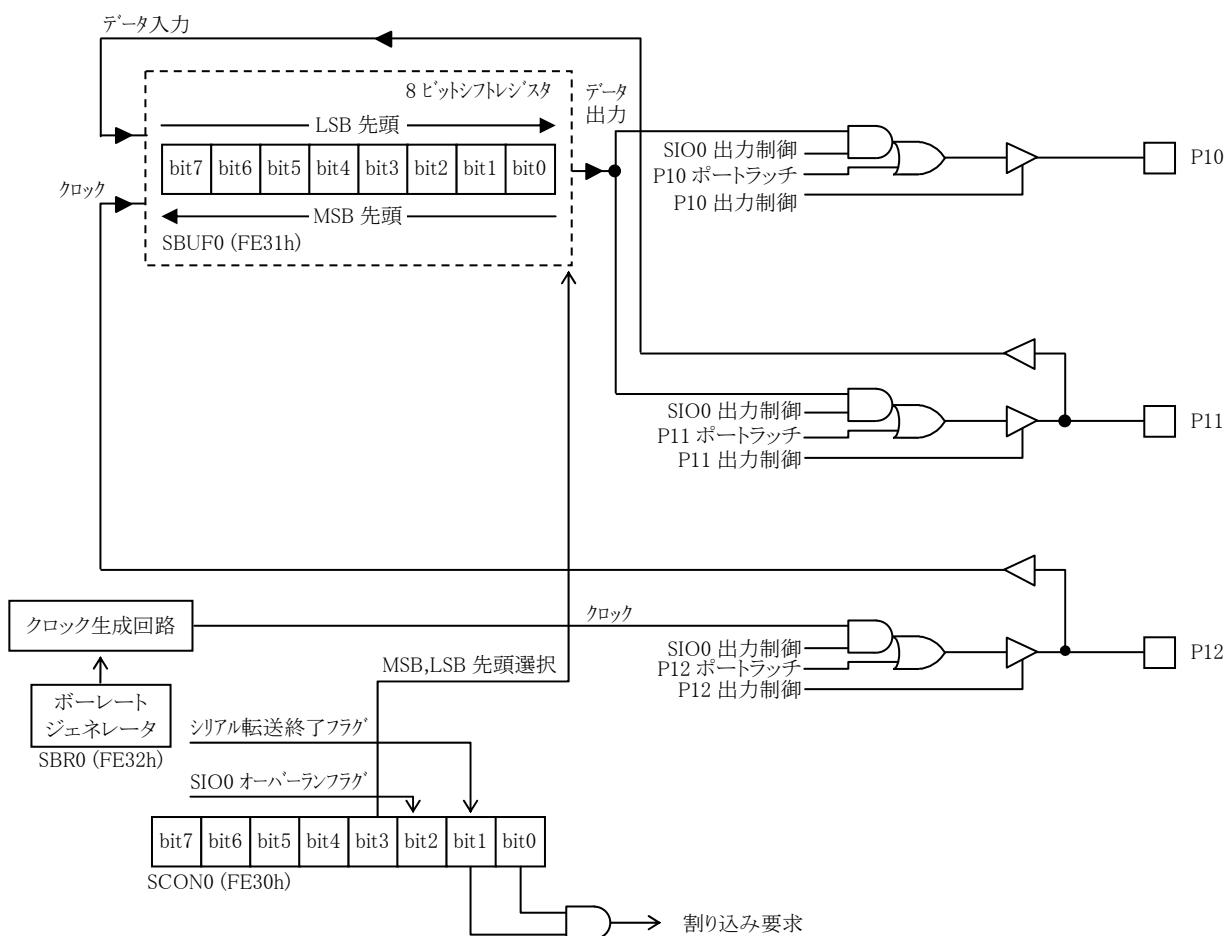 データ入力
8ビットシフトレジスタ
データ
出力
LSB 先頭
bit7 bit6 bit5 bit4 bit3 bit2 bit1 bit0
MSB 先頭
SBUF0 (FE31h)
クロック
SIO0 出力制御
P10 ポートラッチ
P10 出力制御
P10
SIO0 出力制御
P11 ポートラッチ
P11 出力制御
P11
クロック生成回路
クロック
SIO0 出力制御
P12 ポートラッチ
P12 出力制御
P12
ボーレート
ジェネレータ
SBR0 (FE32h)
MSB,LSB 先頭選択
シリアル転送終了フラグ
SIO0 オーバーランフラグ
bit7 bit6 bit5 bit4 bit3 bit2 bit1 bit0
SCON0 (FE30h)
割り込み要求